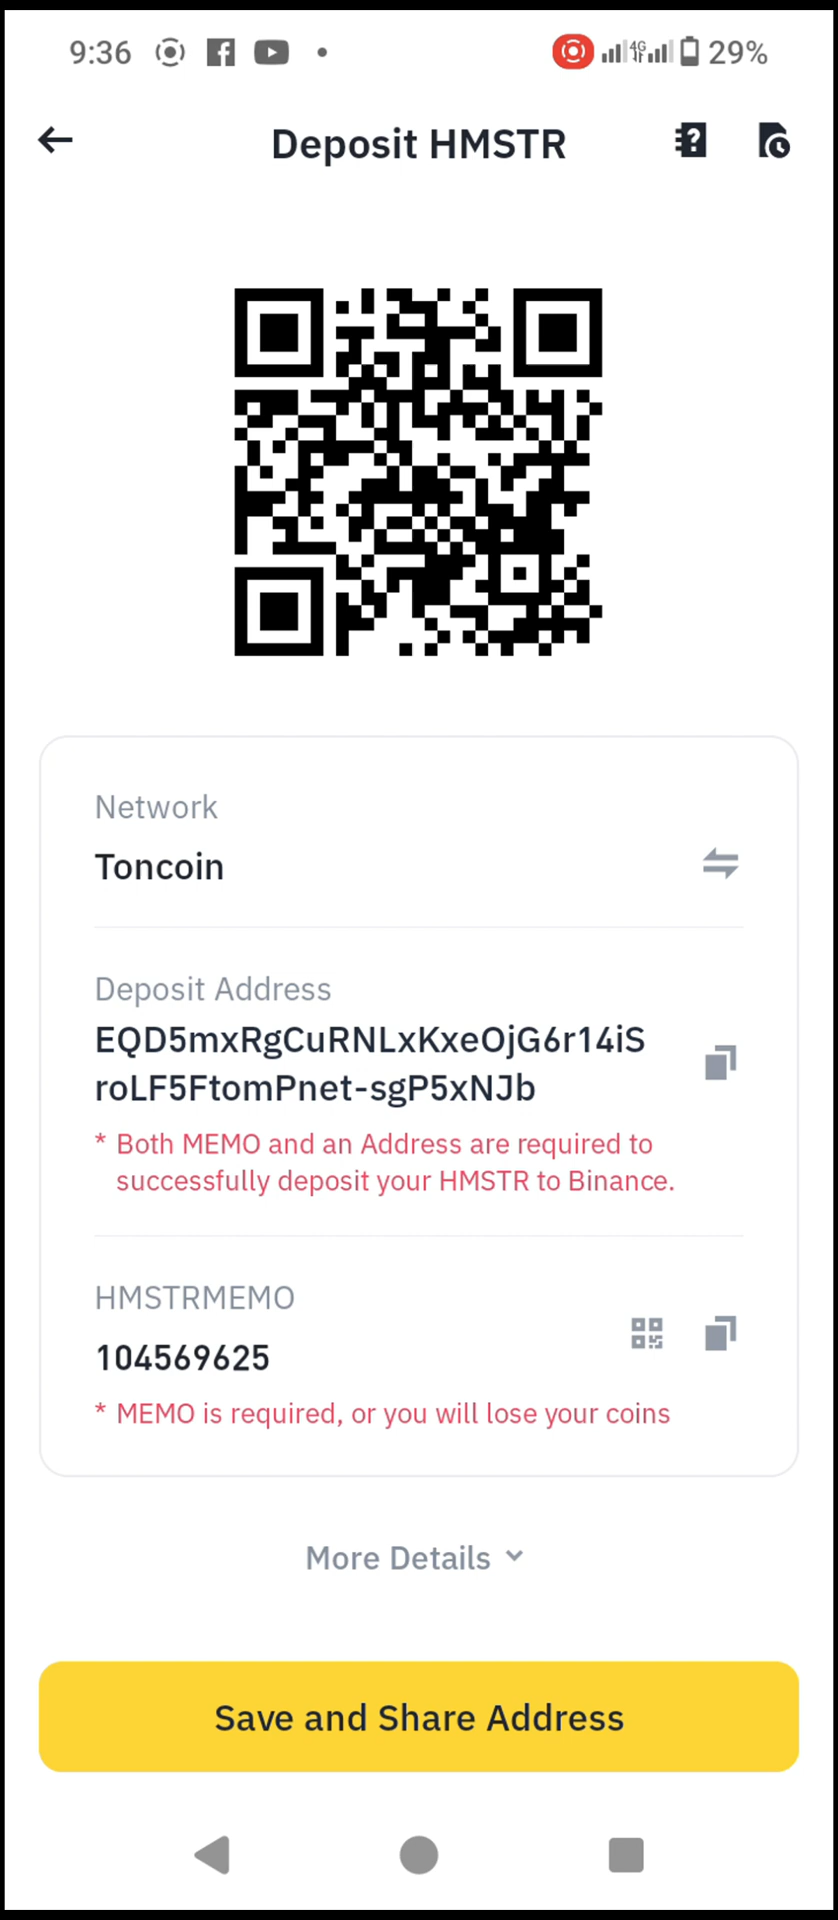 9:36
4G
29%
Deposit HMSTR
Network
Toncoin
Deposit Address
EQD5mxRgCuRNLxKxeOjG6r14iS
roLF5FtomPnet-sgP5xNJb
* Both MEMO and an Address are required to
successfully deposit your HMSTR to Binance.
HMSTRMEMO
104569625
* MEMO is required, or you will lose your coins
More Details
Save and Share Address